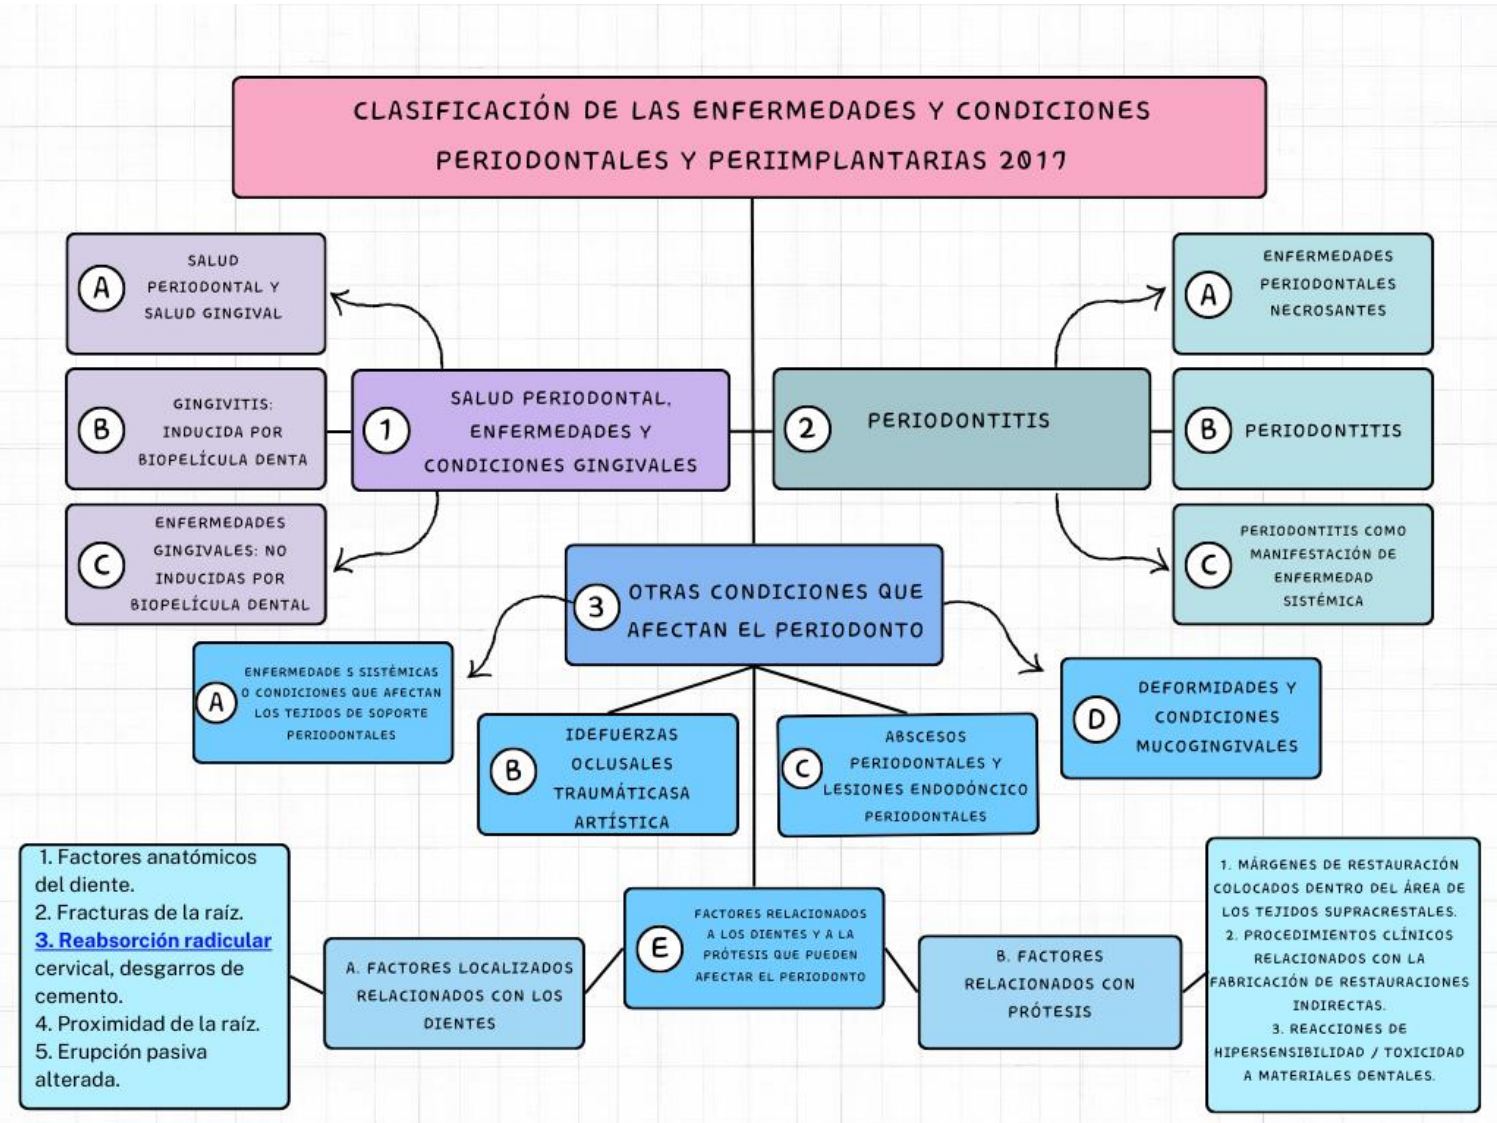 CLASIFICACIÓN DE LAS ENFERMEDADES Y CONDICIONES
PERIODONTALES Y PERIIMPLANTARIAS 2017
A
SALUD
PERIODONTAL Y
SALUD GINGIVAL
B
GINGIVITIS:
INDUCIDA POR
BIOPELÍCULA DENTA
C
ENFERMEDADES
GINGIVALES: NO
INDUCIDAS POR
BIOPELÍCULA DENTAL
1
SALUD PERIODONTAL,
ENFERMEDADES Y
CONDICIONES GINGIVALES
2
PERIODONTITIS
A
ENFERMEDADES
PERIODONTALES
NECROSANTES
B
PERIODONTITIS
C
PERIODONTITIS COMO
MANIFESTACIÓN DE
ENFERMEDAD
SISTÉMICA
3
OTRAS CONDICIONES QUE
AFECTAN EL PERIODONTO
A
ENFERMEDADE S SISTÉMICAS
O CONDICIONES QUE AFECTAN
LOS TEJIDOS DE SOPORTE
PERIODONTALES
B
IDEFUERZAS
OCLUSALES
TRAUMÁTICASA
ARTÍSTICA
C
ABSCESOS
PERIODONTALES Y
LESIONES ENDODÓNCICO
PERIODONTALES
D
DEFORMIDADES Y
CONDICIONES
MUCOGINGIVALES
E
FACTORES RELACIONADOS
A LOS DIENTES Y A LA
PRÓTESIS QUE PUEDEN
AFECTAR EL PERIODONTO
A. FACTORES LOCALIZADOS
RELACIONADOS CON LOS
DIENTES
1. Factores anatómicos
del diente.
2. Fracturas de la raíz.
3. Reabsorción radicular
cervical, desgarros de
cemento.
4. Proximidad de la raíz.
5. Erupción pasiva
alterada.
B. FACTORES
RELACIONADOS CON
PRÓTESIS
1. MÁRGENES DE RESTAURACIÓN
COLOCADOS DENTRO DEL ÁREA DE
LOS TEJIDOS SUPRACRESTALES.
2. PROCEDIMIENTOS CLÍNICOS
RELACIONADOS CON LA
FABRICACIÓN DE RESTAURACIONES
INDIRECTAS.
3. REACCIONES DE
HIPERSENSIBILIDAD / TOXICIDAD
A MATERIALES DENTALES.